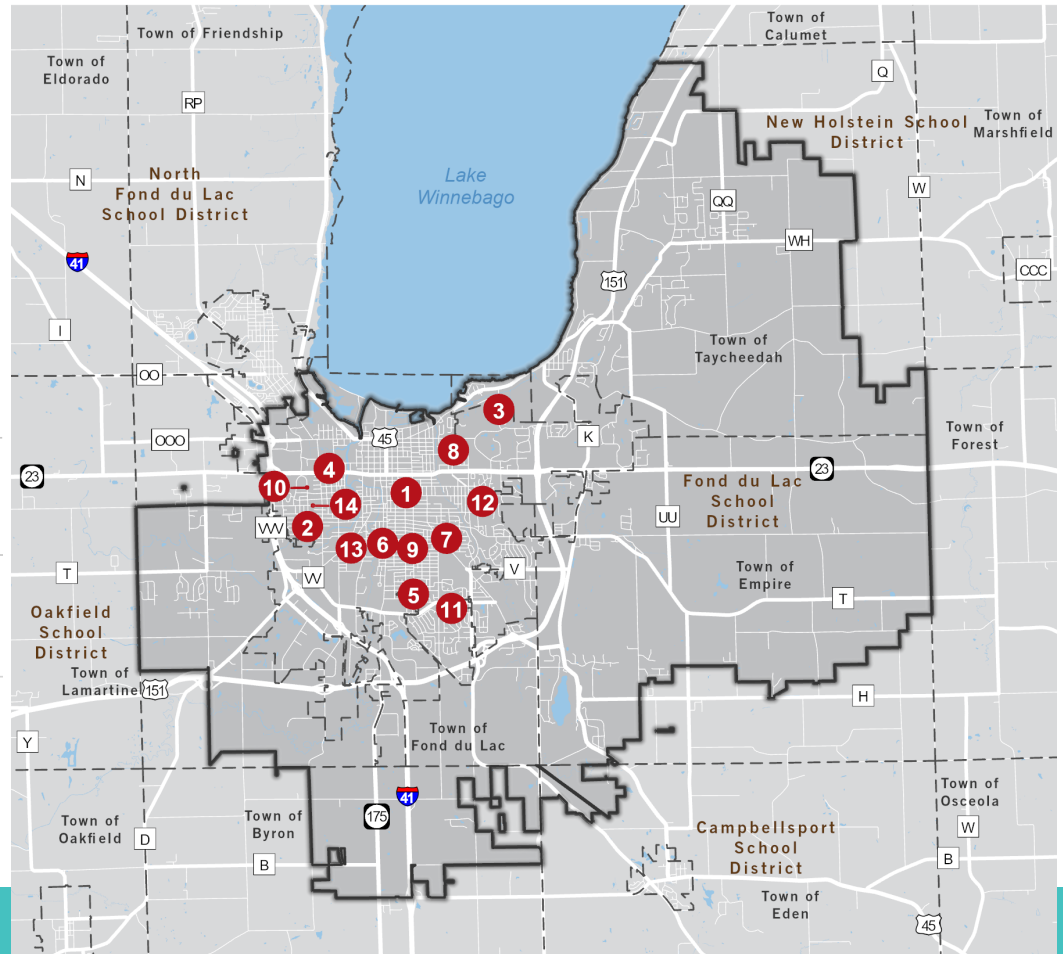 Town of
Calumet
Town of Friendship
Town of
Eldorado
Q
RP
New Holstein School
District
Town of
Marshfield
North
Fond du Lac
School District
N
Lake
Winnebago
W
QQ
WH
41
CCC
151
I
Town of
Taycheedah
OO
3
Town of
Forest
OOO
45
K
8
23
4
23
10
1
Fond du Lac
School
District
12
14
VV
2
UU
7
13
6
9
V
T
VV
Town of
Empire
5
T
11
Oakfield
School
District
Town of
Lamartine
151
H
Y
Town of
Fond du Lac
41
Town of
Osceola
175
Town of
Oakfield
Town of
Byron
W
D
Campbellsport
School
District
B
B
Town of
Eden
45